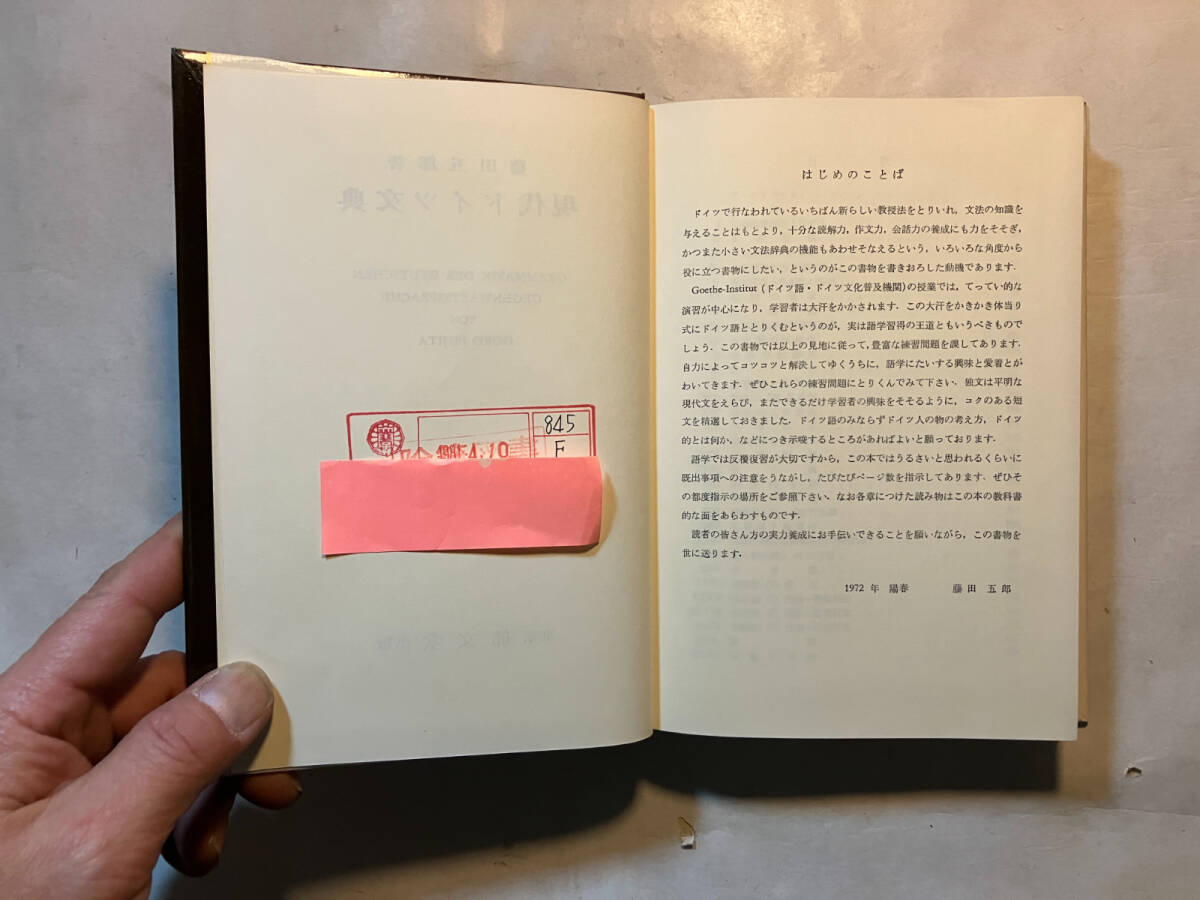 藤田五郎著
現代ドイツ文典
GRAMMATIK DER DEUTSCHEN
GEGENWARTSSPRACHE
VON
GORO FUJITA
845
F
はじめのことば
ドイツで行なわれているいちばん新らしい教授法をとりいれ，文法の知識を
与えることはもとより，十分な読解力，作文力，会話力の養成にも力をそそぎ，
かつまた小さい文法辞典の機能もあわせそなえるという，いろいろな角度から
役に立つ書物にしたい，というのがこの書物を書きおろした動機であります．
Goethe-Institut (ドイツ語・ドイツ文化普及機関)の授業では，てってい的な
演習が中心になり，学習者は大汗をかかされます．この大汗をかきかき体当り
式にドイツ語ととりくむというのが，実は語学習得の王道ともいうべきもので
しょう．この書物では以上の見地に従って，豊富な練習問題を課してあります．
自力によってコツコツと解決してゆくうちに，語学にたいする興味と愛着とが
わいてきます．ぜひこれらの練習問題にとりくんでみて下さい．独文は平明な
現代文をえらび，またできるだけ学習者の興味をそそるように，コクのある短
文を精選しておきました．ドイツ語のみならずドイツ人の物の考え方，ドイツ
的とは何か，などにつき示唆するところがあればよいと願っております．
語学では反覆復習が大切ですから，この本ではうるさいと思われるくらいに
既出事項への注意をうながし，たびたびページ数を指示してあります．ぜひそ
の都度指示の場所をご参照下さい．なお各章につけた読み物はこの本の教科書
的な面をあらわすものです．
読者の皆さん方の実力養成にお手伝いできることを願いながら，この書物を
世に送ります．
1972 年 陽春 藤田五郎